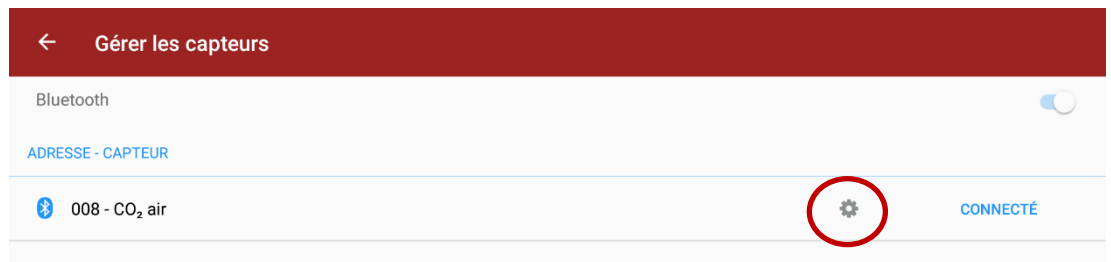 Gérer les capteurs
Bluetooth
ADRESSE - CAPTEUR
008 - CO₂ air
CONNECTÉ